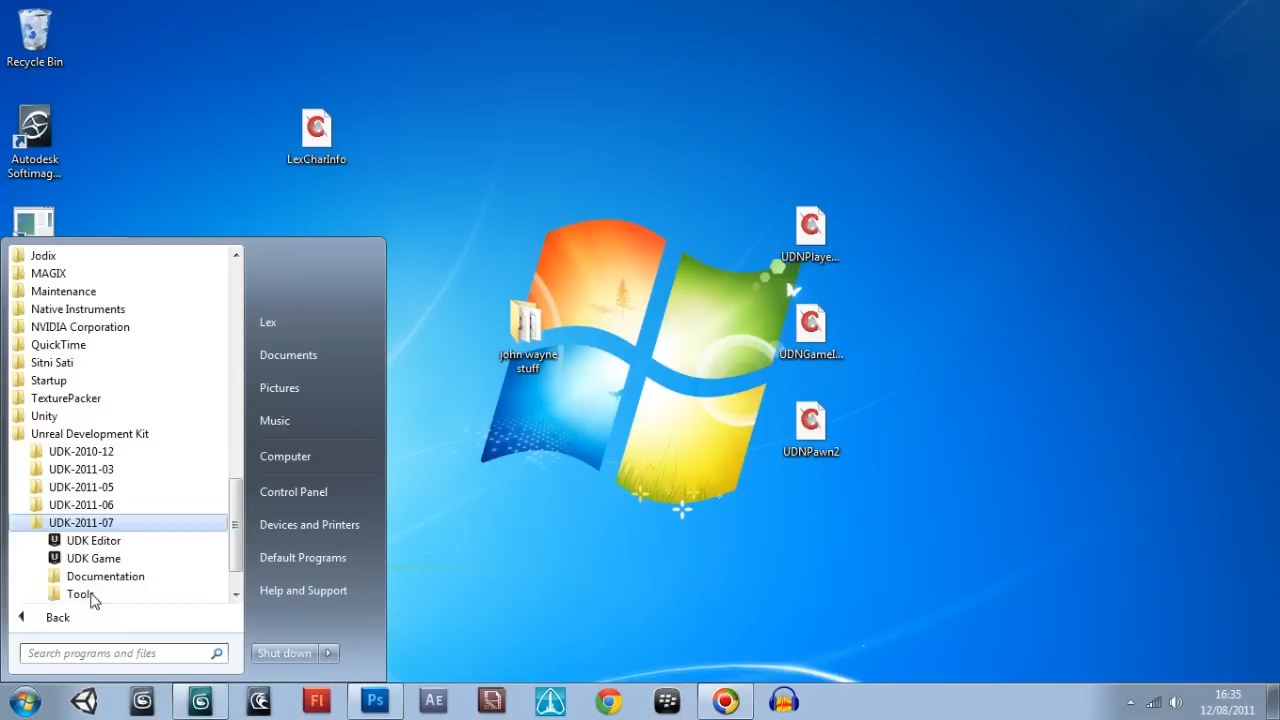 Recycle Bin
Autodesk
Softimag...
LexCharInfo
john wayne
stuff
UDNPlaye...
UDNGameI...
UDNPawn2
Jodix
MAGIX
Maintenance
Native Instruments
NVIDIA Corporation
QuickTime
Sitni Sati
Startup
TexturePacker
Unity
Unreal Development Kit
UDK-2010-12
UDK-2011-03
UDK-2011-05
UDK-2011-06
UDK-2011-07
UDK Editor
UDK Game
Documentation
Tools
Back
Search programs and files
Lex
Documents
Pictures
Music
Computer
Control Panel
Devices and Printers
Default Programs
Help and Support
Shut down
Fl
Ps
Ae
16:35
12/08/2011